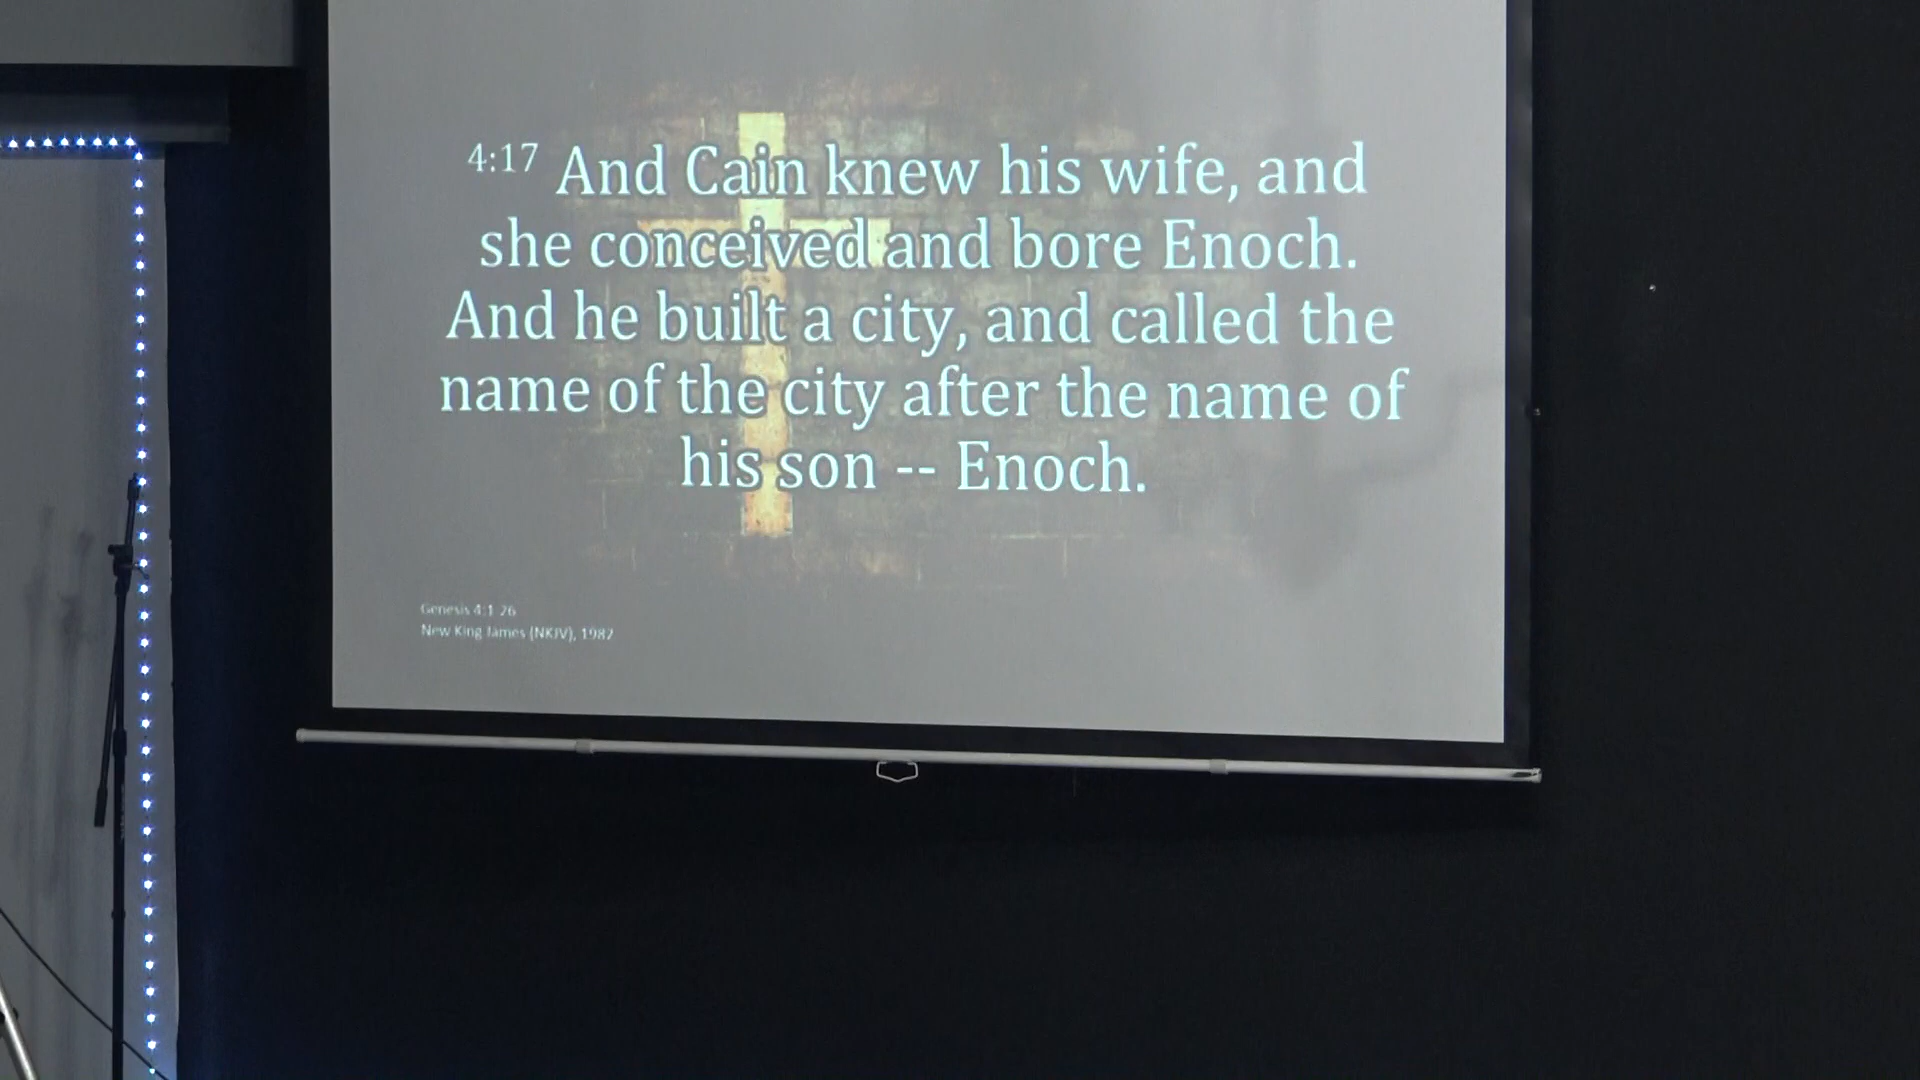 4:17 And Cain knew his wife, and
she conceived and bore Enoch.
And he built a city, and called the
name of the city after the name of
his son -- Enoch.
Genesis 4:1-26
New King James (NKJV), 1982